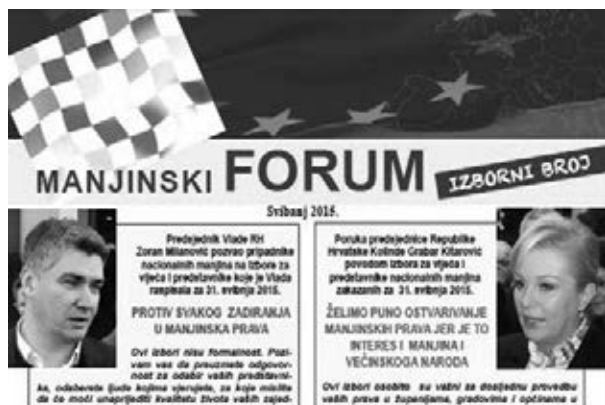 MANJINSKI FORUM IZBORNI BROJ
Svibanj 2015.
Predsjednik Vlade RH
Zoran Milanović pozvao pripadnike
nacionalnih manjina na izbore za
vijeća i predstavnike koje je Vlada
raspisala za 31. svibnja 2015.
PROTIV SVAKOG ZADIRANJA
U MANJINSKA PRAVA
Ovi izbori nisu formalnost. Pozi-
vam vas da preuzmete odgovor-
nost za odabir vaših predstavni-
ka, odaberete ljude kojima vjerujete, za koje mislite
da će moći unaprijediti kvalitetu života vaših zajed-
Poruka predsjednice Republike
Hrvatske Kolinde Grabar Kitarović
povodom izbora za vijeća i
predstavnike nacionalnih manjina
zakazanih za 31. svibnja 2015.
ŽELIMO PUNO OSTVARIVANJE
MANJINSKIH PRAVA JER JE TO
INTERES I MANJINA I
VEĆINSKOGA NARODA
Ovi izbori osobito su važni za dosljednu provedbu
vaših prava u županijama, gradovima i općinama u